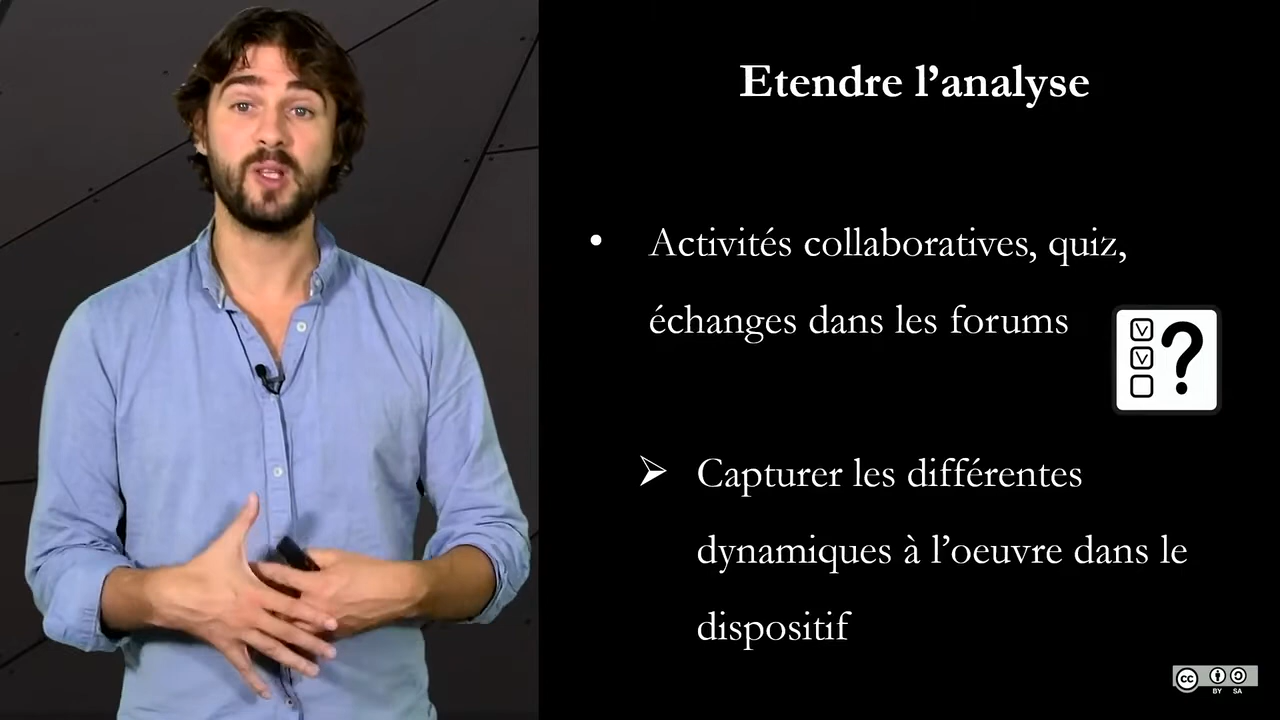 Etendre l’analyse
• Activités collaboratives, quiz,
échanges dans les forums
?
➢ Capturer les différentes
dynamiques à l’oeuvre dans le
dispositif
cc
BY SA